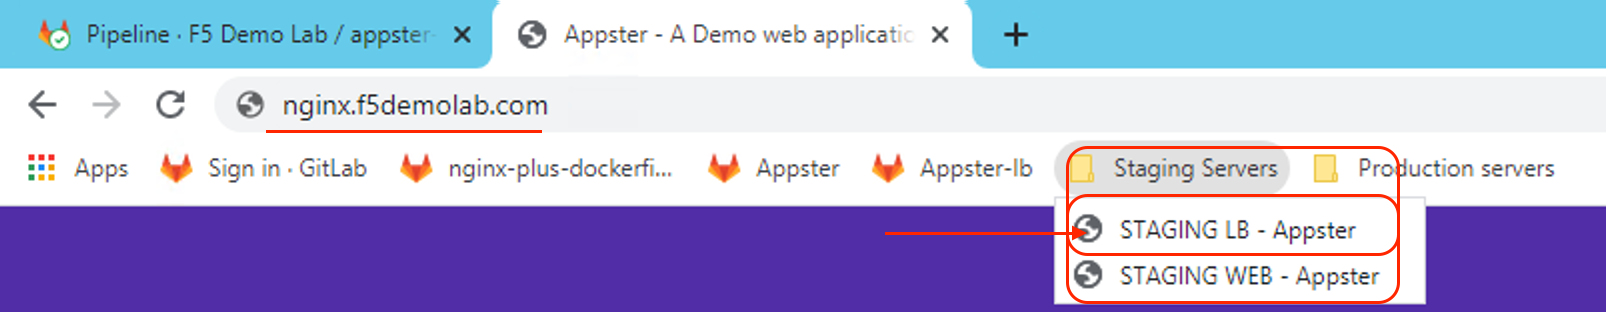 Pipeline · F5 Demo Lab / appster- Appster - A Demo web applicatio
nginx.f5demolab.com
Apps Sign in · GitLab nginx-plus-dockerfi... Appster Appster-lb Staging Servers Production servers
STAGING LB - Appster
STAGING WEB - Appster